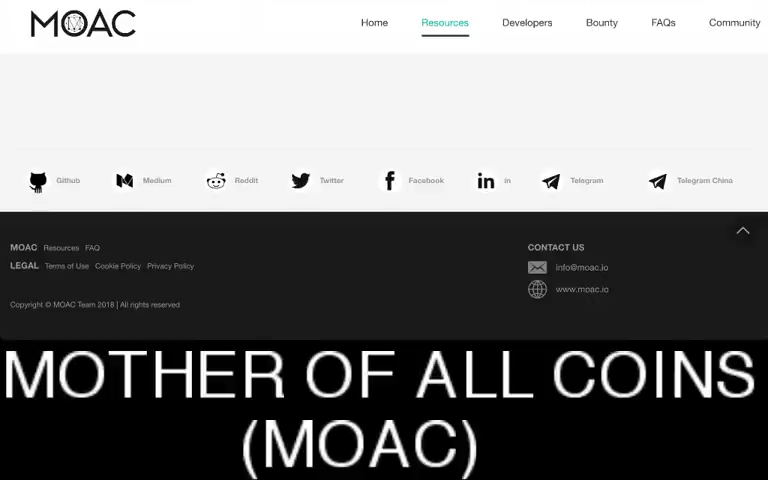 MOAC Home Resources Developers Bounty FAQs Community
Github Medium Reddit Twitter Facebook in Telegram Telegram China
MOAC Resources FAQ
LEGAL Terms of Use Cookie Policy Privacy Policy
Copyright © MOAC Team 2018 | All rights reserved
CONTACT US
info@moac.io
www.moac.io
MOTHER OF ALL COINS
(MOAC)